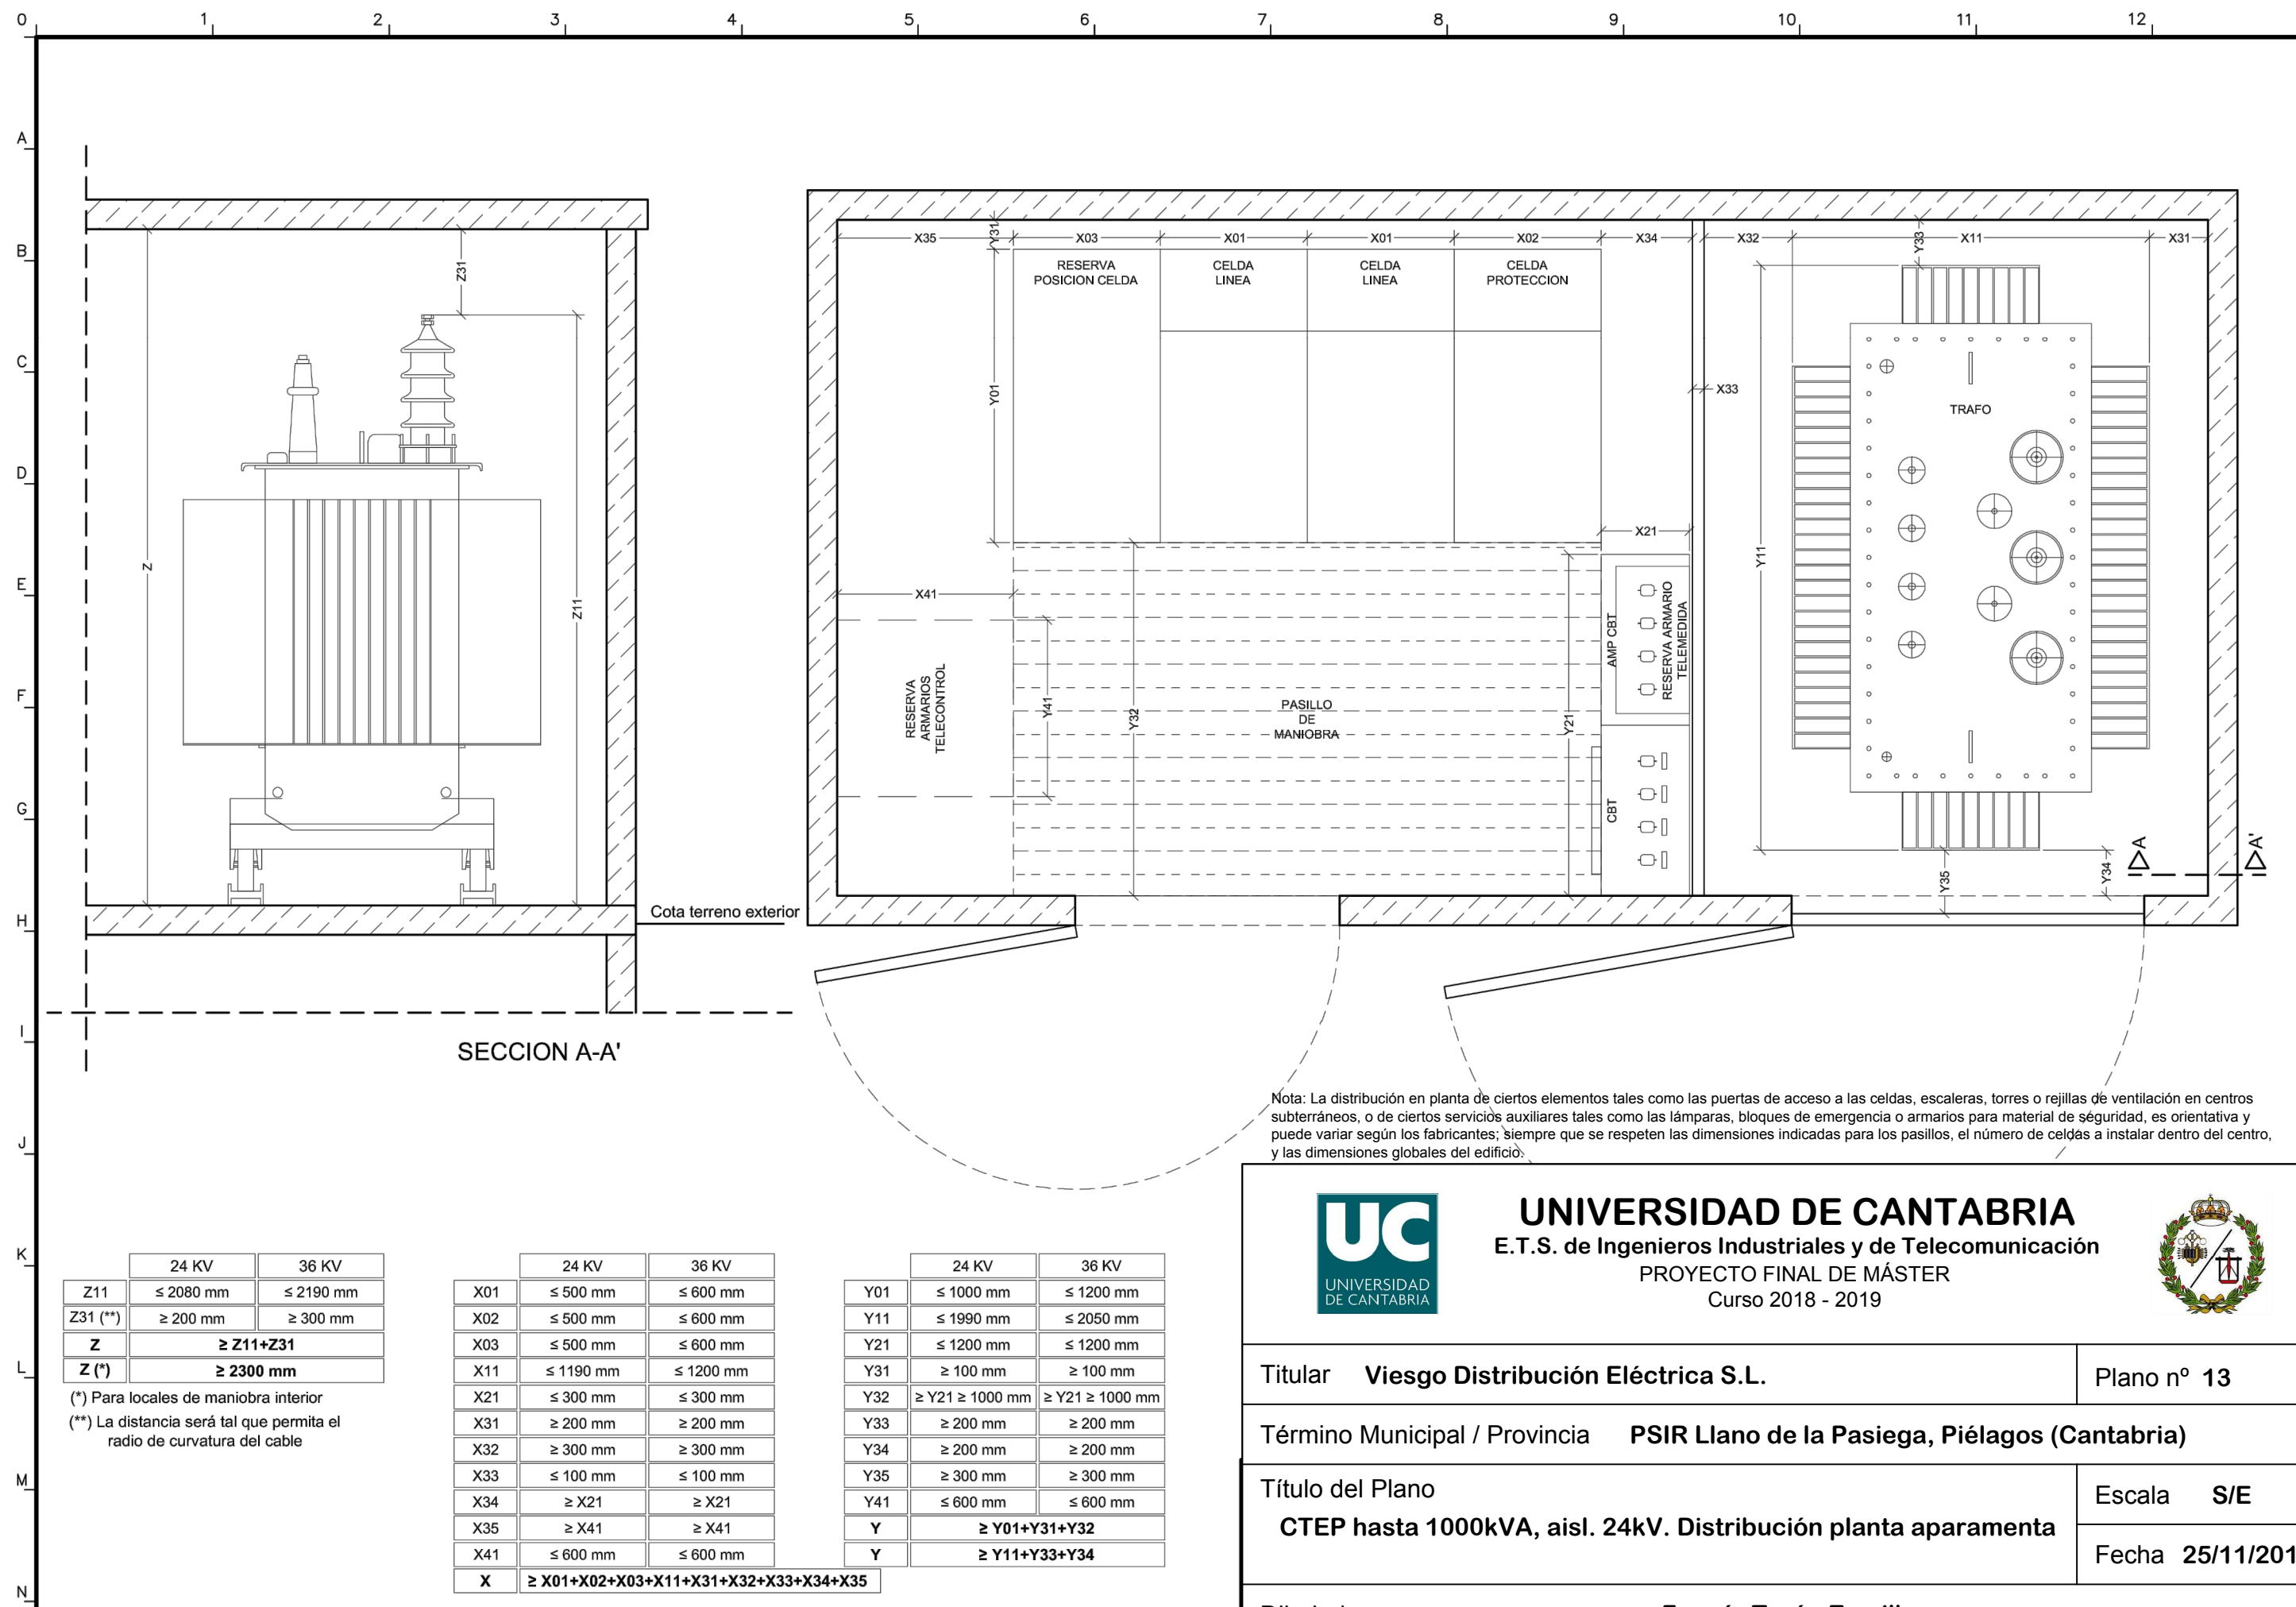 0 1 2 3 4 5 6 7 8 9 10 11 12
A
B
C
D
E
F
G
H
I
J
K
L
M
N
Z
Z31
Z11
Cota terreno exterior
SECCION A-A'
X35 X03 X01 X01 X02 X34 X32 X11 X31
Y31
Y33
RESERVA
POSICION CELDA
CELDA
LINEA
CELDA
LINEA
CELDA
PROTECCION
Y01
X33
TRAFO
X21
Y11
X41
AMP CBT
RESERVA ARMARIO
TELEMEDIDA
RESERVA
ARMARIOS
TELECONTROL
Y41
Y32
PASILLO
DE
MANIOBRA
Y21
CBT
Y35
Y34
A
A'
Nota: La distribución en planta de ciertos elementos tales como las puertas de acceso a las celdas, escaleras, torres o rejillas de ventilación en centros
subterráneos, o de ciertos servicios auxiliares tales como las lámparas, bloques de emergencia o armarios para material de seguridad, es orientativa y
puede variar según los fabricantes; siempre que se respeten las dimensiones indicadas para los pasillos, el número de celdas a instalar dentro del centro,
y las dimensiones globales del edificio.
24 KV 36 KV
Z11 ≤ 2080 mm ≤ 2190 mm
Z31 (**) ≥ 200 mm ≥ 300 mm
Z ≥ Z11+Z31
Z (*) ≥ 2300 mm
(*) Para locales de maniobra interior
(**) La distancia será tal que permita el
radio de curvatura del cable
24 KV 36 KV
X01 ≤ 500 mm ≤ 600 mm
X02 ≤ 500 mm ≤ 600 mm
X03 ≤ 500 mm ≤ 600 mm
X11 ≤ 1190 mm ≤ 1200 mm
X21 ≤ 300 mm ≤ 300 mm
X31 ≥ 200 mm ≥ 200 mm
X32 ≥ 300 mm ≥ 300 mm
X33 ≤ 100 mm ≤ 100 mm
X34 ≥ X21 ≥ X21
X35 ≥ X41 ≥ X41
X41 ≤ 600 mm ≤ 600 mm
X ≥ X01+X02+X03+X11+X31+X32+X33+X34+X35
24 KV 36 KV
Y01 ≤ 1000 mm ≤ 1200 mm
Y11 ≤ 1990 mm ≤ 2050 mm
Y21 ≤ 1200 mm ≤ 1200 mm
Y31 ≥ 100 mm ≥ 100 mm
Y32 ≥ Y21 ≥ 1000 mm ≥ Y21 ≥ 1000 mm
Y33 ≥ 200 mm ≥ 200 mm
Y34 ≥ 200 mm ≥ 200 mm
Y35 ≥ 300 mm ≥ 300 mm
Y41 ≤ 600 mm ≤ 600 mm
Y ≥ Y01+Y31+Y32
Y ≥ Y11+Y33+Y34
UC
UNIVERSIDAD
DE CANTABRIA
UNIVERSIDAD DE CANTABRIA
E.T.S. de Ingenieros Industriales y de Telecomunicación
PROYECTO FINAL DE MÁSTER
Curso 2018 - 2019
Titular Viesgo Distribución Eléctrica S.L.
Plano nº 13
Término Municipal / Provincia PSIR Llano de la Pasiega, Piélagos (Cantabria)
Título del Plano
CTEP hasta 1000kVA, aisl. 24kV. Distribución planta aparamenta
Escala S/E
Fecha 25/11/201